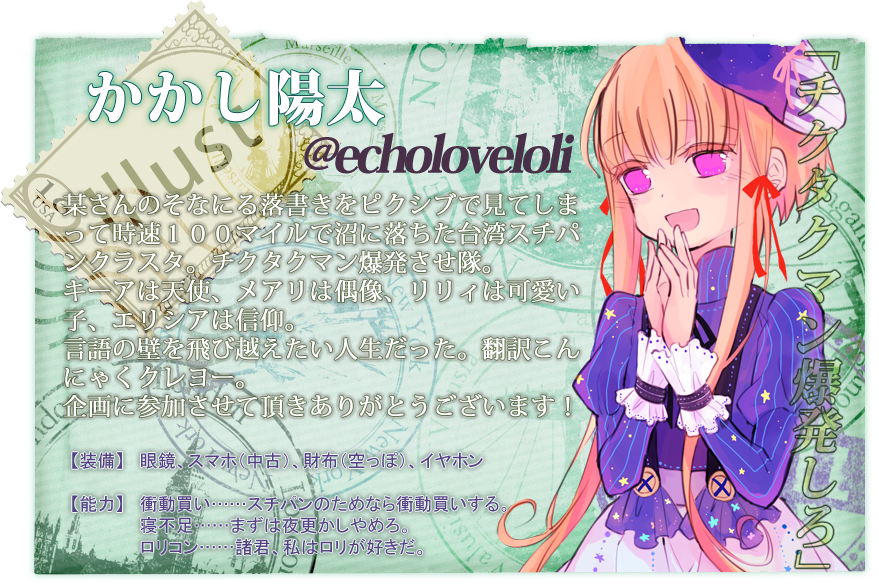 かかし陽太
@echoloveloli
Illust
1
USA
某さんのそなにる落書きをピクシブで見てしま
って時速１００マイルで沼に落ちた台湾スチパ
ンクラスタ。チクタクマン爆発させ隊。
キーアは天使、メアリは偶像、リリィは可愛い
子、エリシアは信仰。
言語の壁を飛び越えたい人生だった。翻訳こん
にゃくクレヨー。
企画に参加させて頂きありがとうございます！
【装備】　眼鏡、スマホ（中古）、財布（空っぽ）、イヤホン
【能力】　衝動買い……スチパンのためなら衝動買いする。
寝不足……まずは夜更かしやめろ。
ロリコン……諸君、私はロリが好きだ。
『チクタクマン爆発しろ』
Marseille
New York